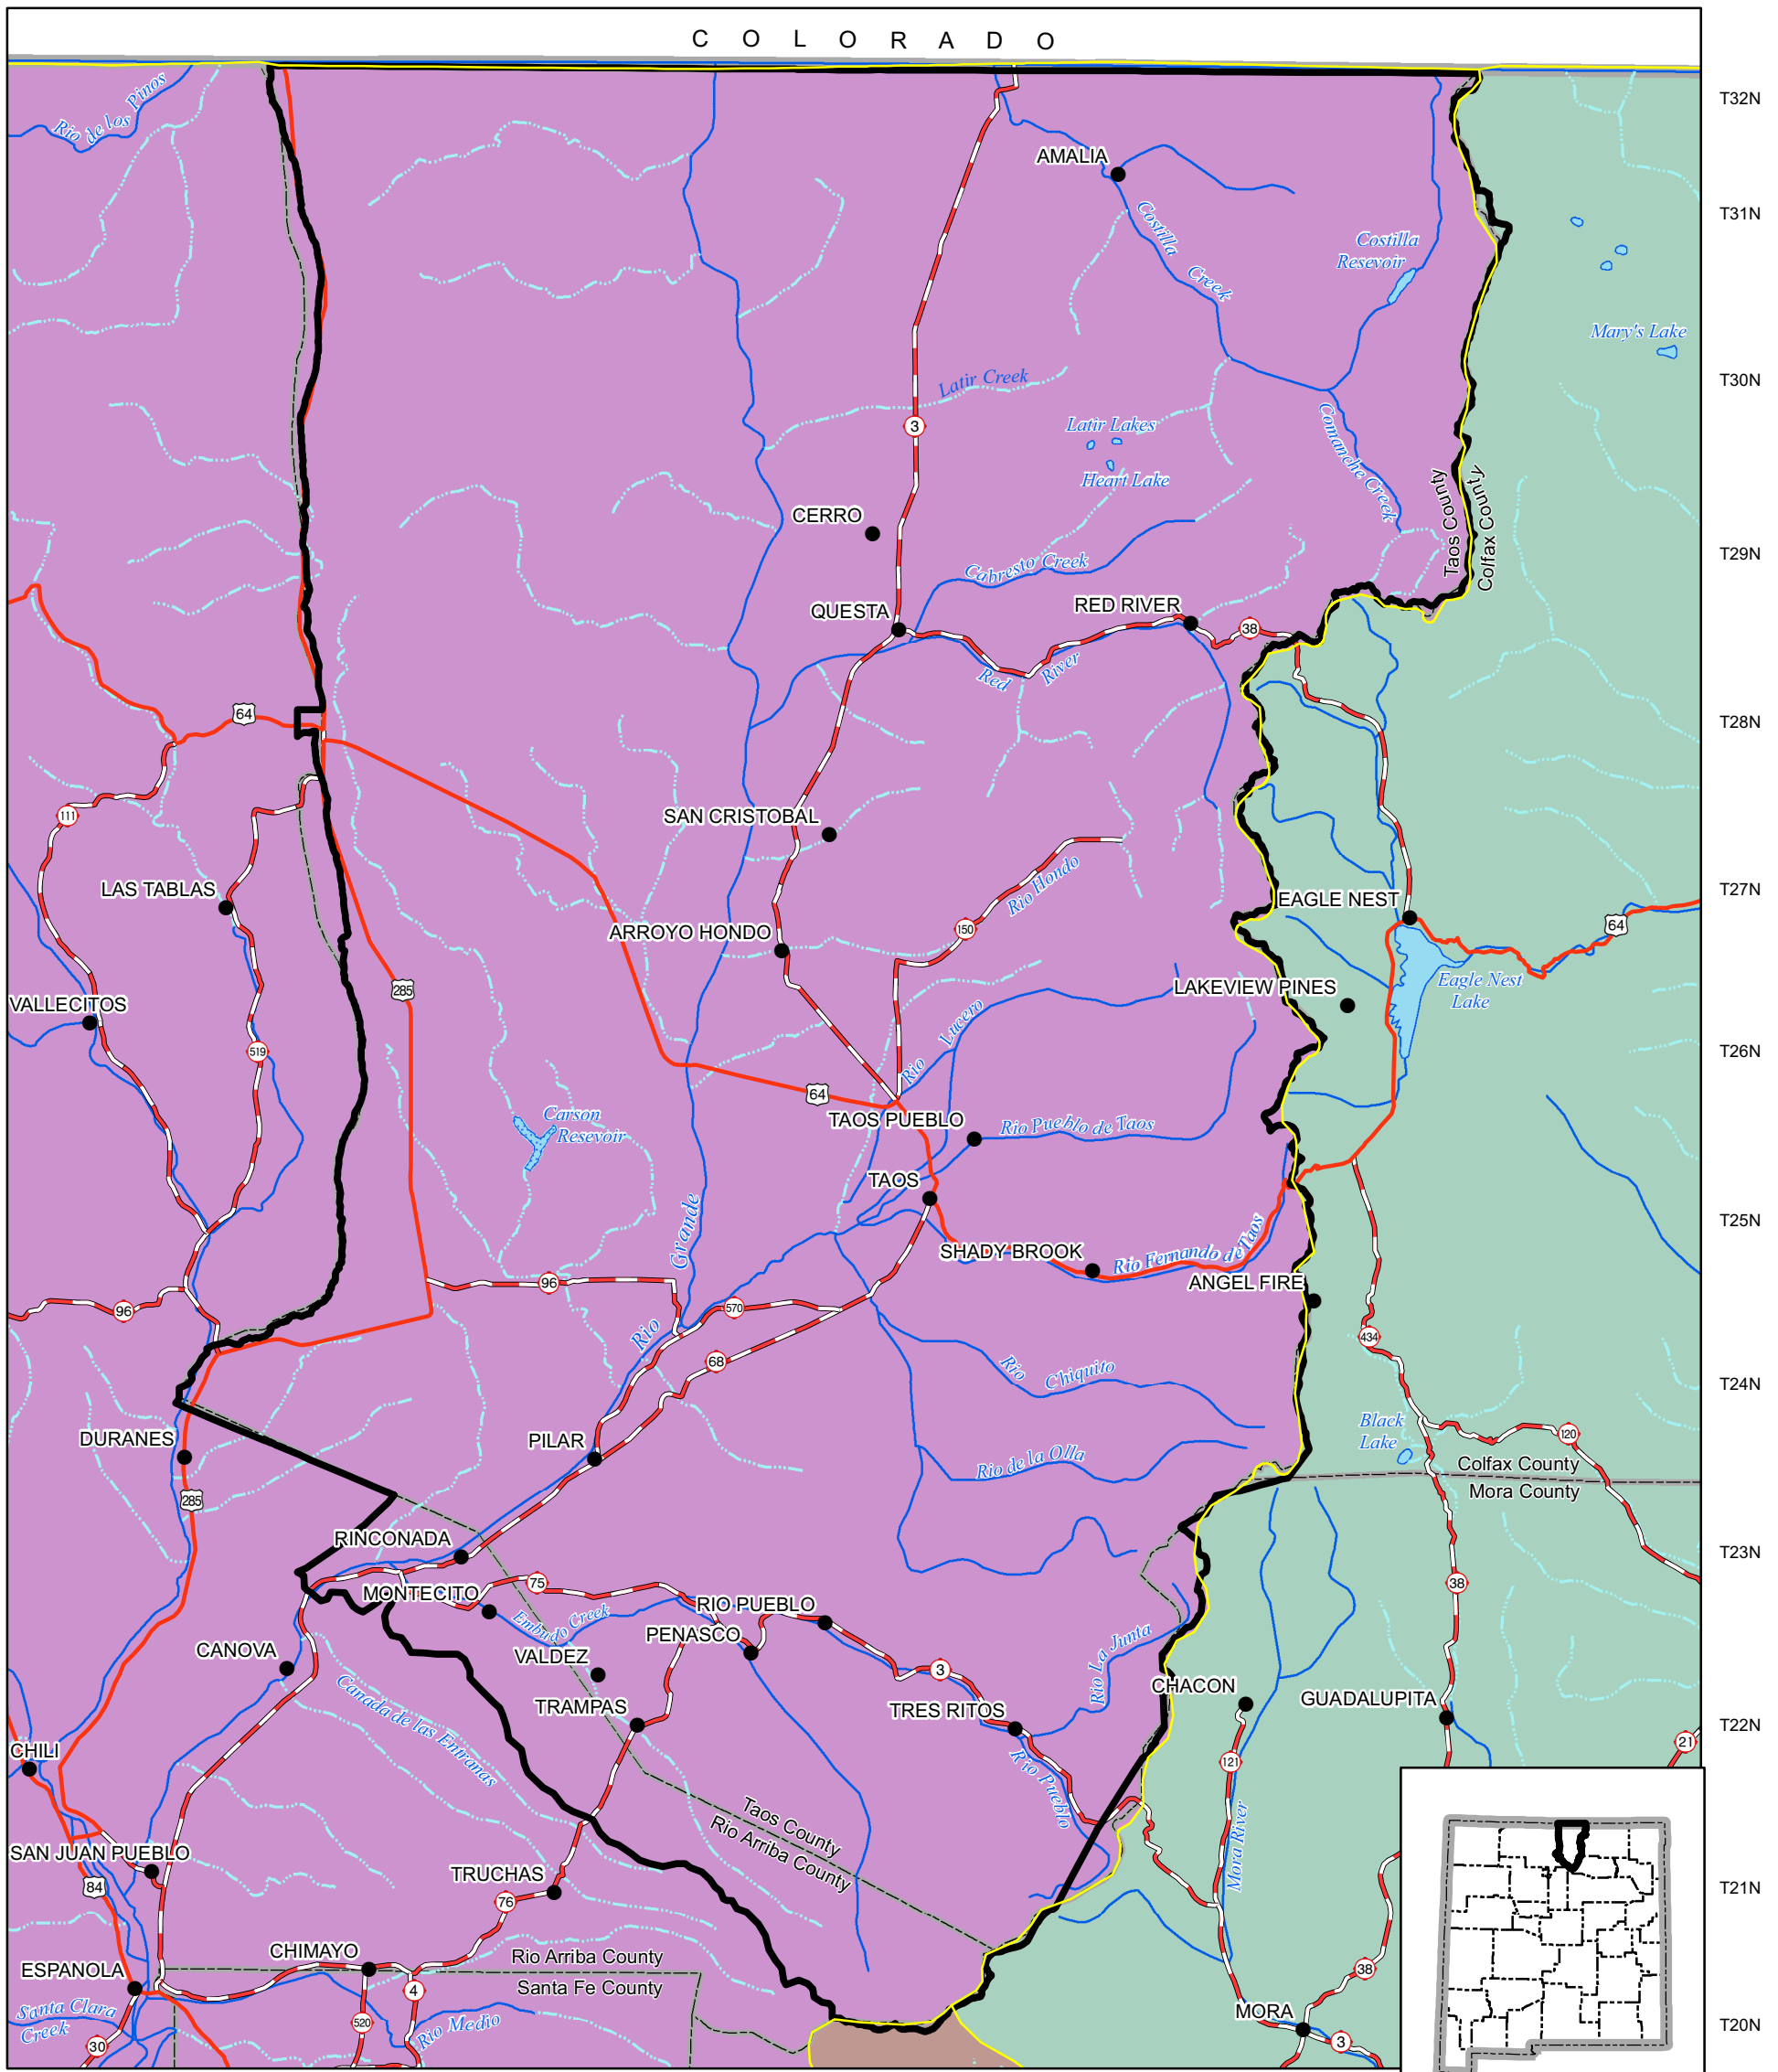 COLORADO
T32N
Rio de los Pinos
AMALIA
T31N
Costilla Creek
Costilla
Resevoir
Mary's Lake
T30N
Latir Creek
3
Latir Lakes
Heart Lake
Comanche Creek
Taos County
Colfax County
CERRO
T29N
Cabresto Creek
QUESTA
RED RIVER
38
Red River
64
T28N
111
SAN CRISTOBAL
LAS TABLAS
Rio Hondo
EAGLE NEST
T27N
64
ARROYO HONDO
150
285
VALLECITOS
LAKEVIEW PINES
Eagle Nest
Lake
519
Rio Lucero
T26N
64
Carson
Resevoir
TAOS PUEBLO
Rio Pueblo de Taos
TAOS
T25N
Rio Grande
SHADY BROOK
Rio Fernando de Taos
ANGEL FIRE
96
96
570
434
68
Rio Chiquito
T24N
DURANES
PILAR
Black
Lake
120
Rio de la Olla
Colfax County
Mora County
285
RINCONADA
T23N
MONTECITO
75
38
Embudo Creek
RIO PUEBLO
PENASCO
CANOVA
VALDEZ
3
Rio La Junta
Canada de las Entranas
TRAMPAS
TRES RITOS
CHACON
GUADALUPITA
T22N
21
CHILI
121
Rio Pueblo
Taos County
Rio Arriba County
Mora River
SAN JUAN PUEBLO
84
TRUCHAS
76
T21N
CHIMAYO
Rio Arriba County
Santa Fe County
ESPANOLA
38
4
Santa Clara
Creek
520
Rio Medio
MORA
T20N
30
3